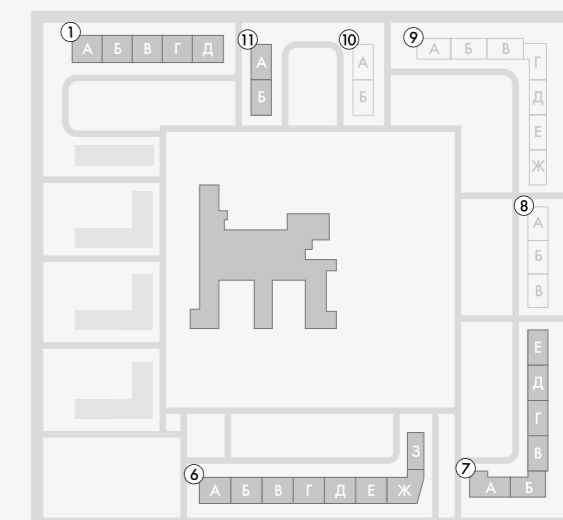 1
А Б В Г Д
11
А
Б
10
А
Б
9
А Б В
Г
Д
Е
Ж
8
А
Б
В
Е
Д
Г
В
7
А Б
6
А Б В Г Д Е Ж
З